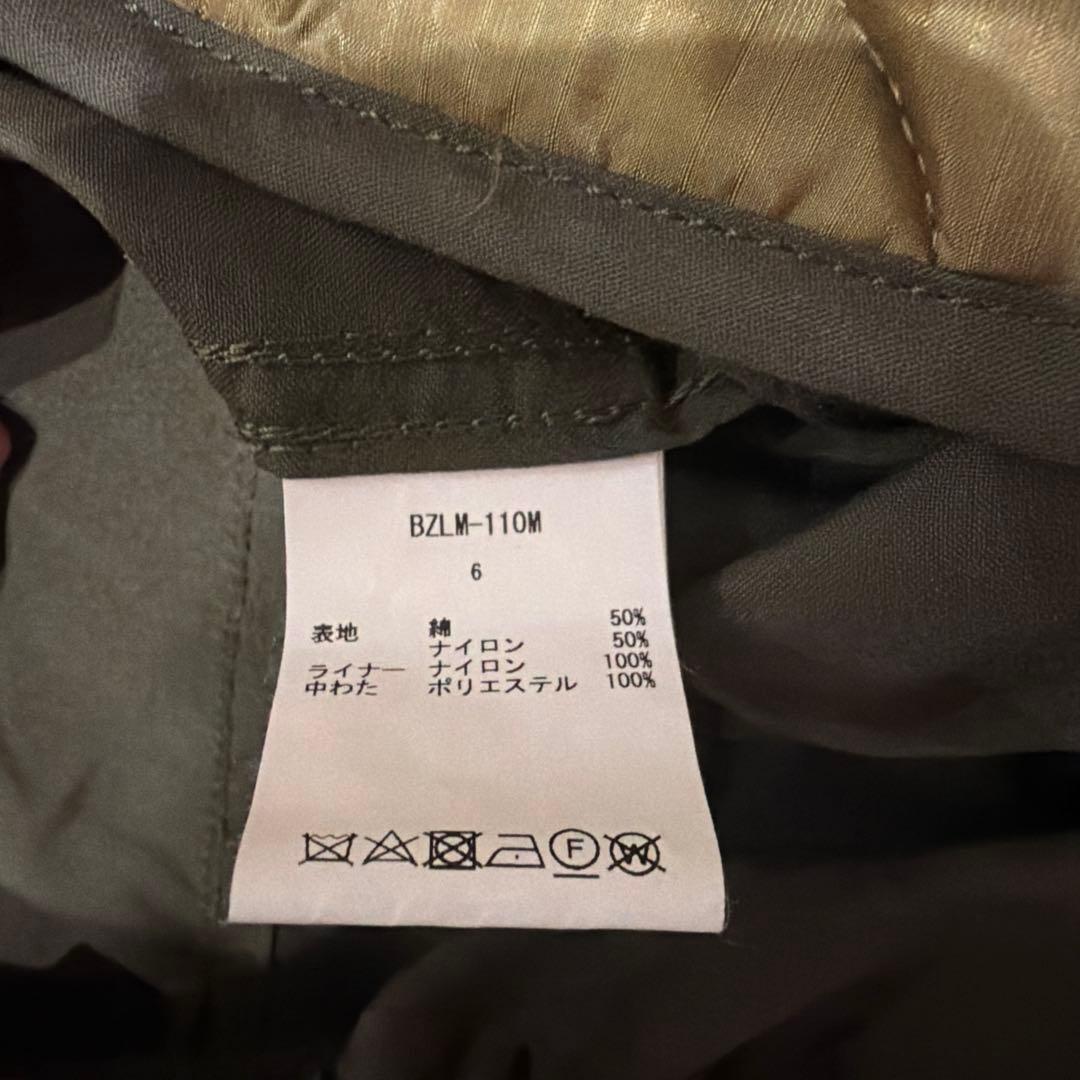 BZLM-110M
6
表地 綿 50%
ナイロン 50%
ライナー ナイロン 100%
中わた ポリエステル 100%
F
W